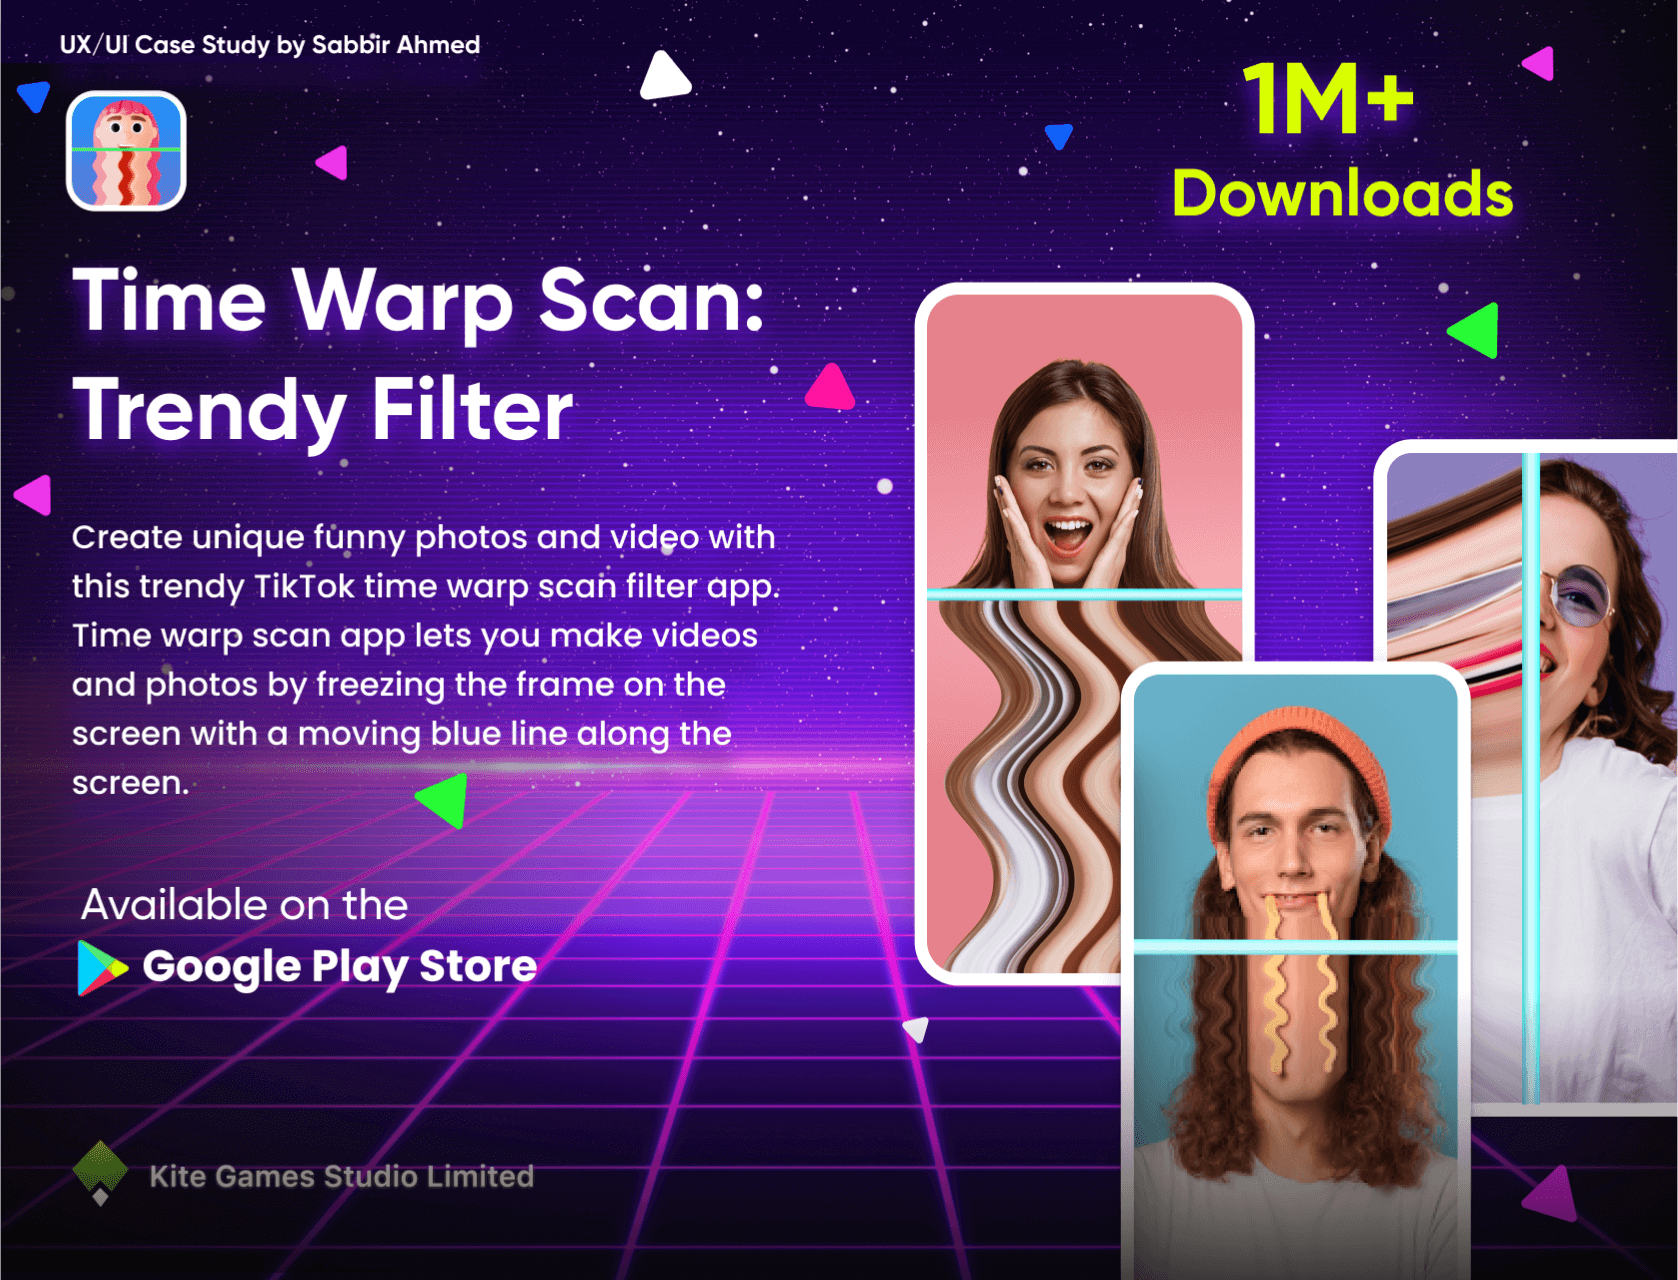 UX/UI Case Study by Sabbir Ahmed
1M+
Downloads
Time Warp Scan:
Trendy Filter
Create unique funny photos and video with
this trendy TikTok time warp scan filter app.
Time warp scan app lets you make videos
and photos by freezing the frame on the
screen with a moving blue line along the
screen.
Available on the
Google Play Store
Kite Games Studio Limited